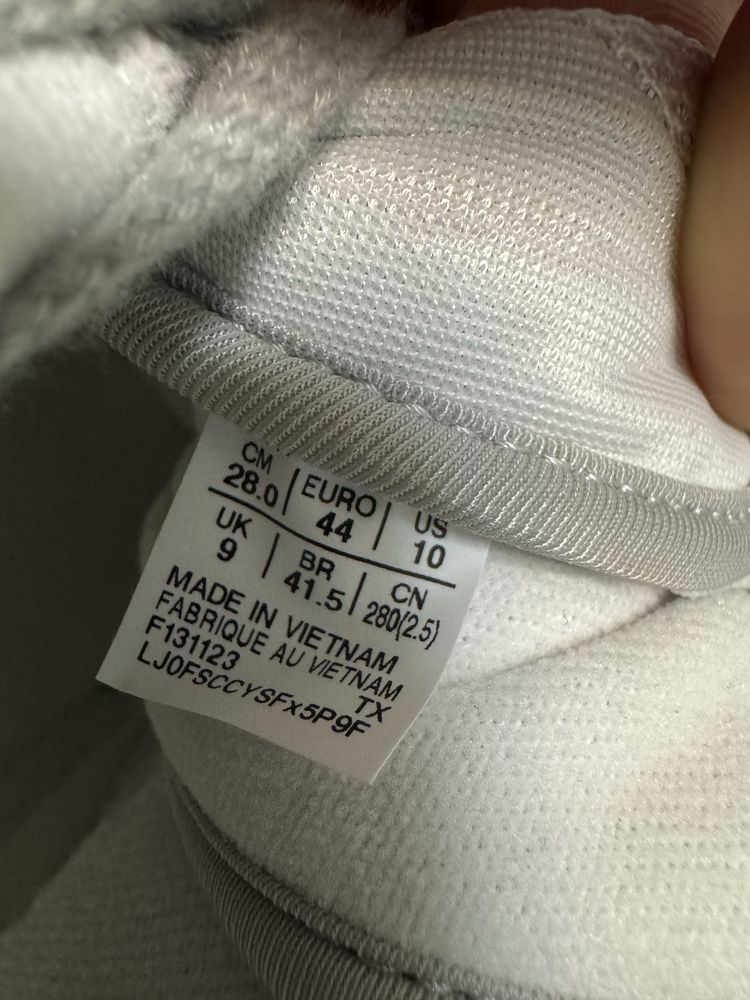 CM 28.0 | EURO 44 | US 10
UK 9 | BR 41.5 | CN 280(2.5)
MADE IN VIETNAM
FABRIQUE AU VIETNAM
F131123 TX
LJ0FSCCYSFx5P9F